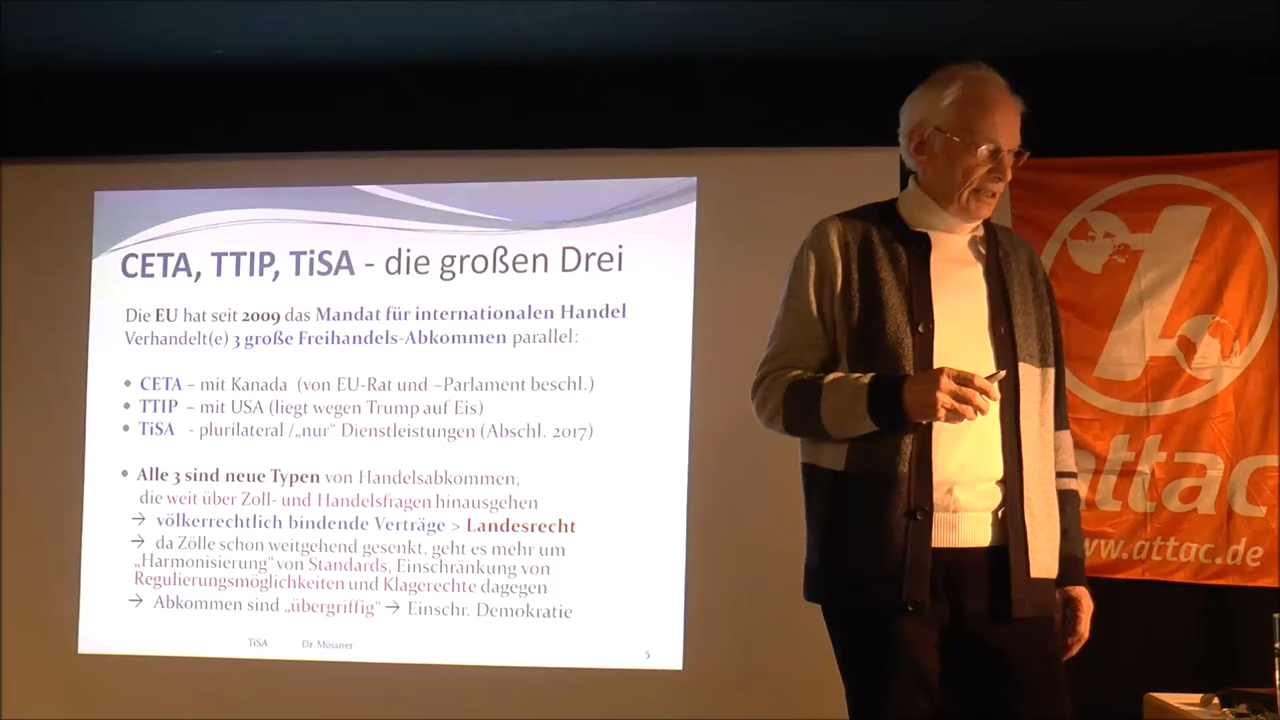 CETA, TTIP, TiSA - die großen Drei
Die EU hat seit 2009 das Mandat für internationalen Handel
Verhandelt(e) 3 große Freihandels-Abkommen parallel:
• CETA – mit Kanada (von EU-Rat und –Parlament beschl.)
• TTIP – mit USA (liegt wegen Trump auf Eis)
• TiSA - plurilateral /„nur“ Dienstleistungen (Abschl. 2017)
• Alle 3 sind neue Typen von Handelsabkommen,
die weit über Zoll- und Handelsfragen hinausgehen
→ völkerrechtlich bindende Verträge > Landesrecht
→ da Zölle schon weitgehend gesenkt, geht es mehr um
„Harmonisierung“ von Standards, Einschränkung von
Regulierungsmöglichkeiten und Klagerechte dagegen
→ Abkommen sind „übergriffig“ → Einschr. Demokratie
TiSA Dr. Mössner
5
attac
www.attac.de